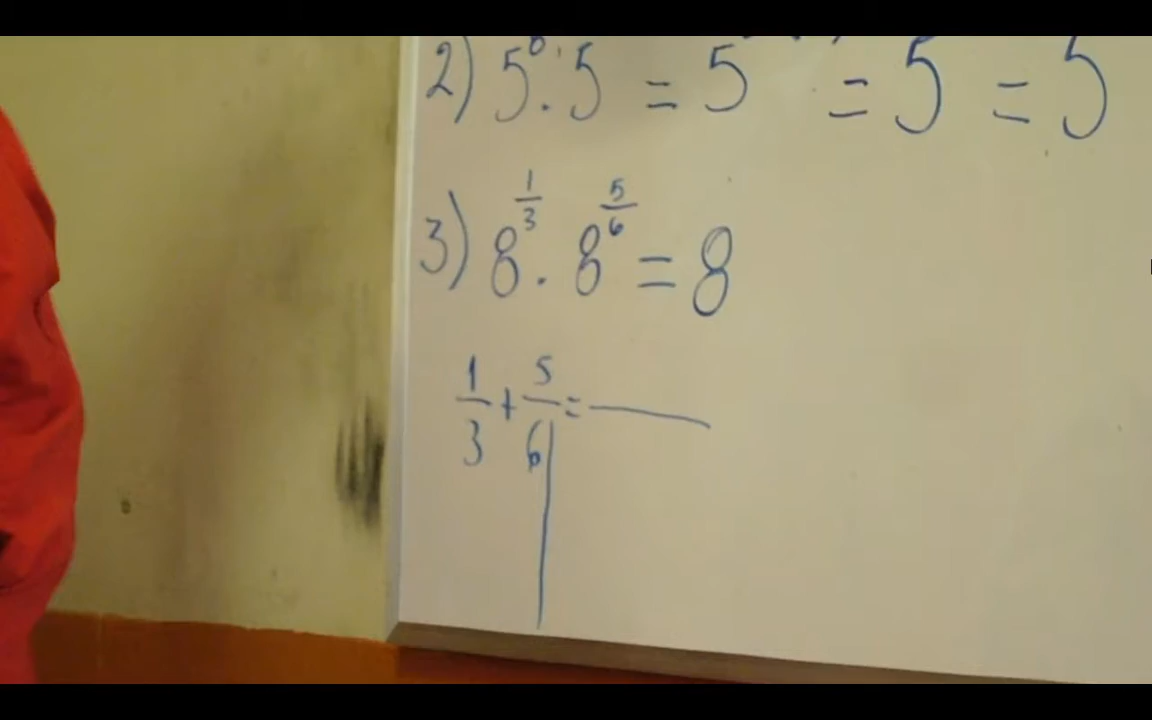 2) 5⁰ · 5 = 5 = 5 = 5
3) 8^(1/3) · 8^(5/6) = 8
1/3 + 5/6 =